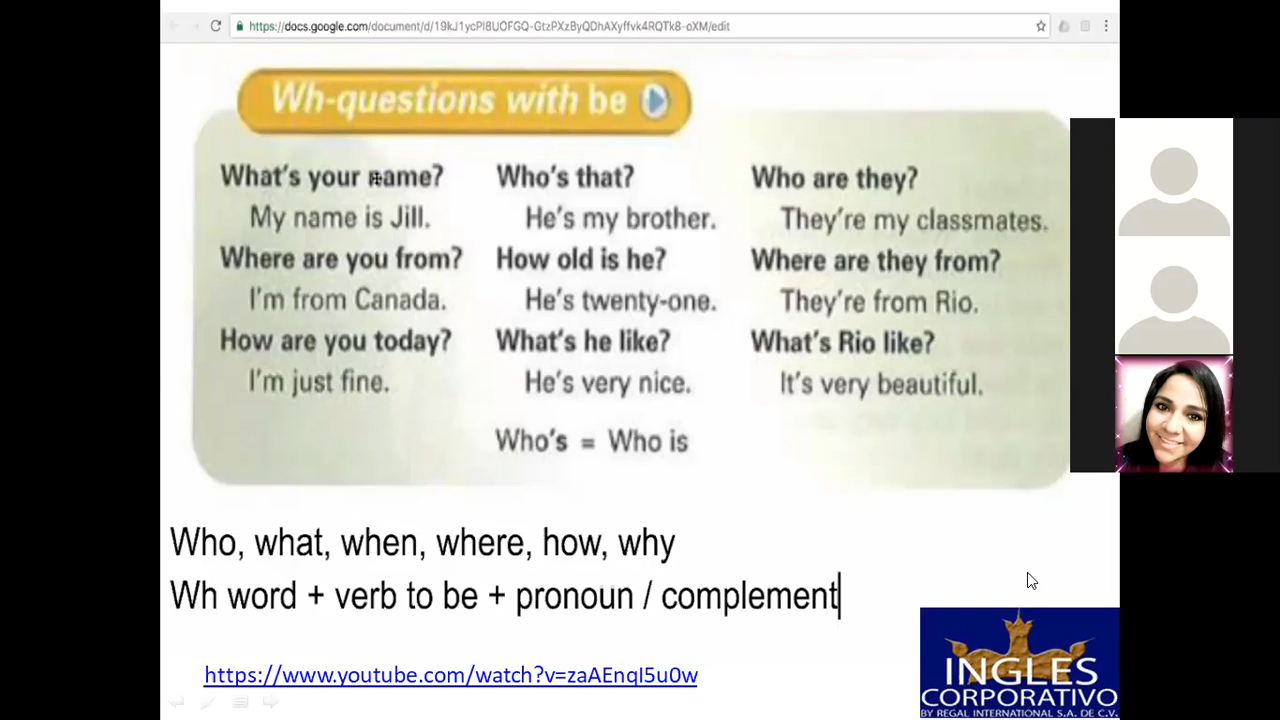 https://docs.google.com/document/d/19kJ1ycPl8UOFGQ-GtzPXzByQDhAXyffvk4RQTk8-oXM/edit
Wh-questions with be
What's your name?
My name is Jill.
Where are you from?
I'm from Canada.
How are you today?
I'm just fine.
Who's that?
He's my brother.
How old is he?
He's twenty-one.
What's he like?
He's very nice.
Who's = Who is
Who are they?
They're my classmates.
Where are they from?
They're from Rio.
What's Rio like?
It's very beautiful.
Who, what, when, where, how, why
Wh word + verb to be + pronoun / complement
https://www.youtube.com/watch?v=zaAEnqI5u0w
INGLES
CORPORATIVO
BY REGAL INTERNATIONAL S.A. DE C.V.